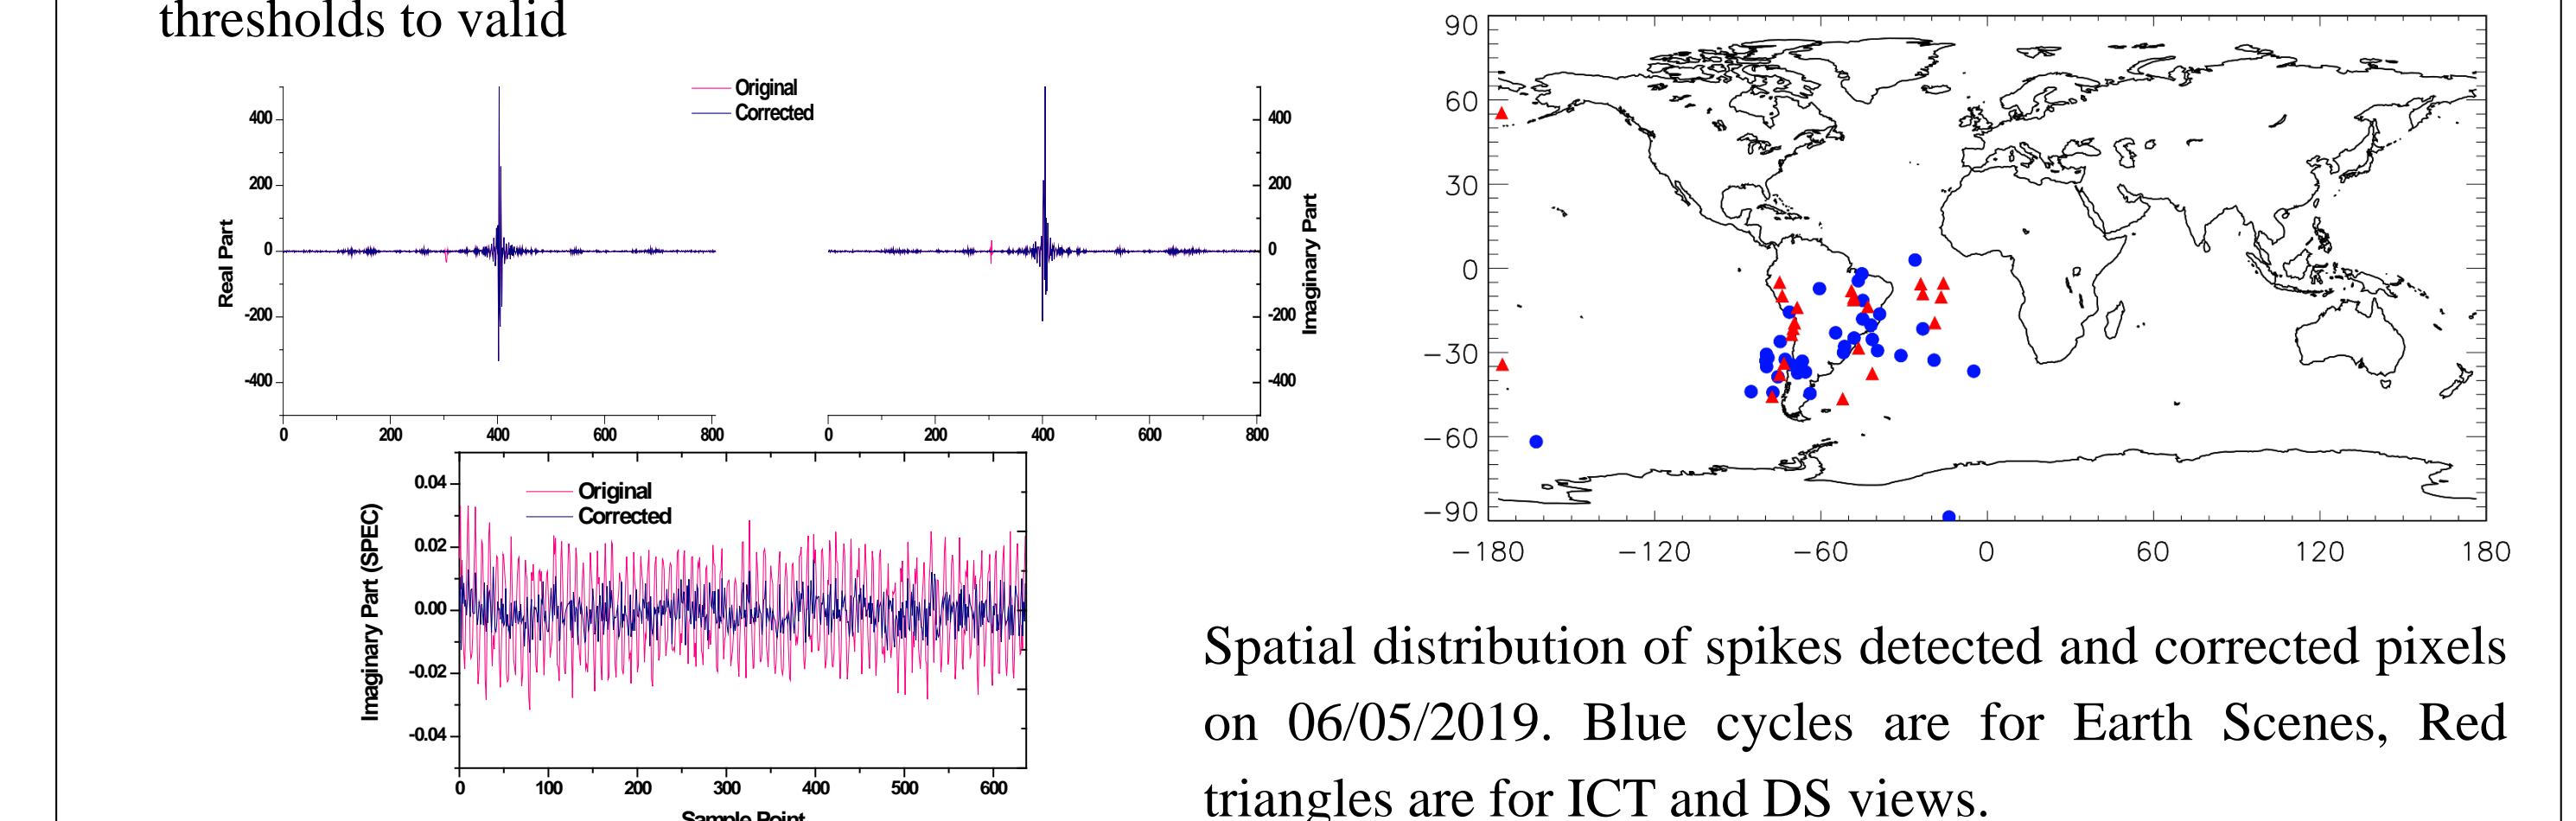 thresholds to valid
Original
Corrected
400
200
0
-200
-400
Real Part
0 200 400 600 800
400
200
0
-200
-400
Imaginary Part
0 200 400 600 800
Original
Corrected
0.04
0.02
0.00
-0.02
-0.04
Imaginary Part (SPEC)
0 100 200 300 400 500 600
Sample Point
90
60
30
0
−30
−60
−90
−180 −120 −60 0 60 120 180
Spatial distribution of spikes detected and corrected pixels
on 06/05/2019. Blue cycles are for Earth Scenes, Red
triangles are for ICT and DS views.